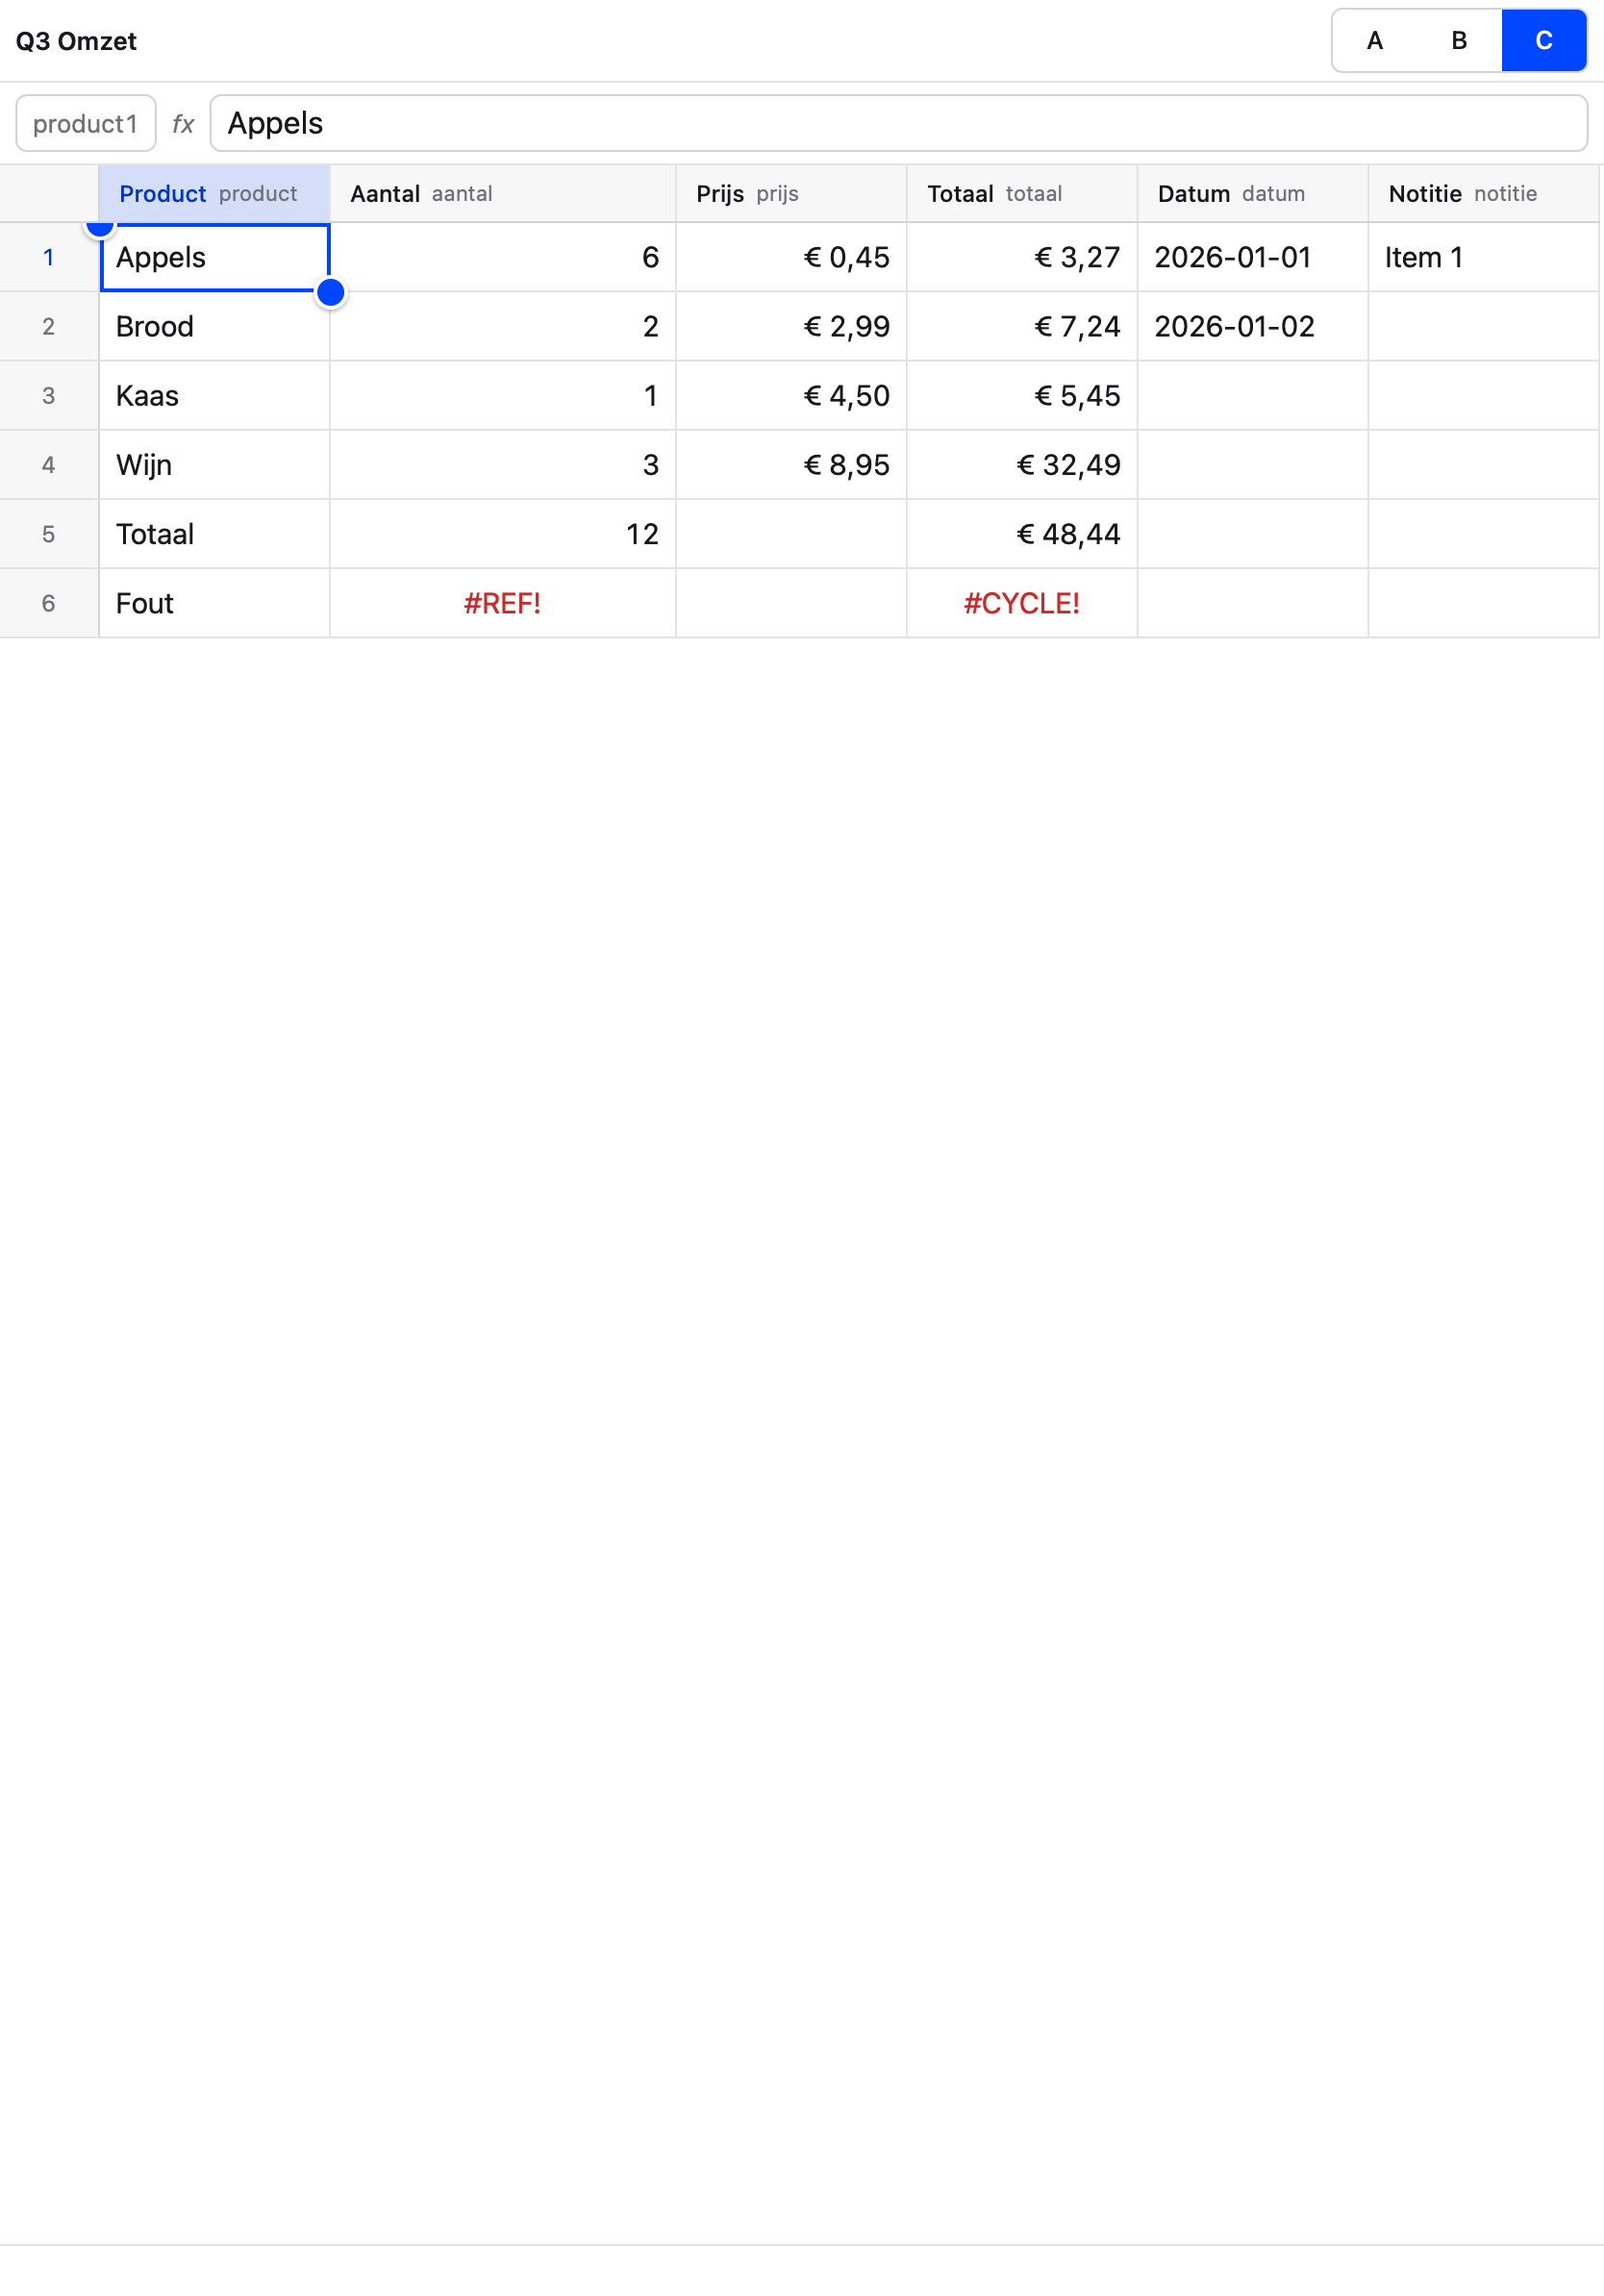 Q3 Omzet A B C
product1 fx Appels
Product product Aantal aantal Prijs prijs Totaal totaal Datum datum Notitie notitie
1 Appels 6 € 0,45 € 3,27 2026-01-01 Item 1
2 Brood 2 € 2,99 € 7,24 2026-01-02
3 Kaas 1 € 4,50 € 5,45
4 Wijn 3 € 8,95 € 32,49
5 Totaal 12 € 48,44
6 Fout #REF! #CYCLE!